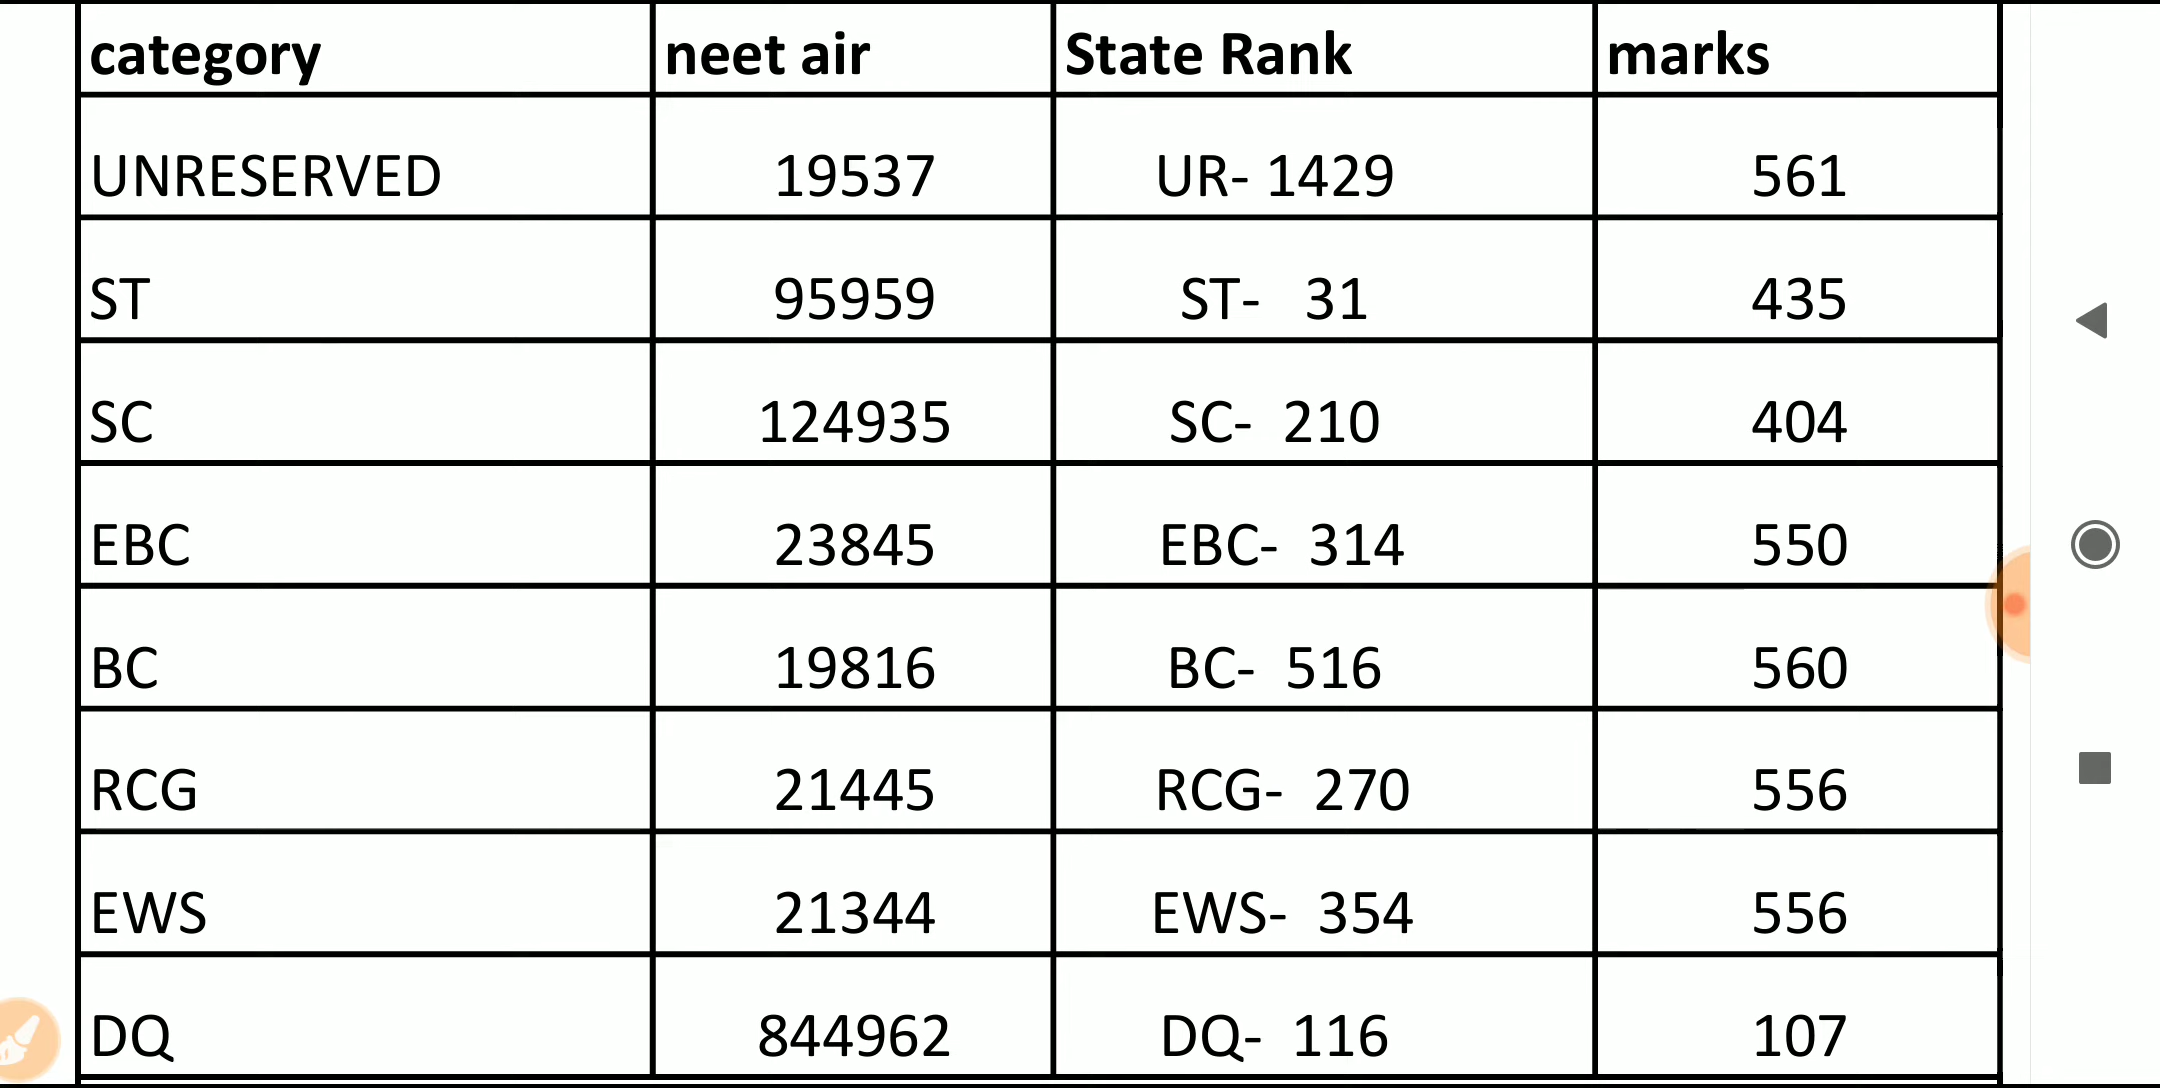 category neet air State Rank marks
UNRESERVED 19537 UR- 1429 561
ST 95959 ST- 31 435
SC 124935 SC- 210 404
EBC 23845 EBC- 314 550
BC 19816 BC- 516 560
RCG 21445 RCG- 270 556
EWS 21344 EWS- 354 556
DQ 844962 DQ- 116 107